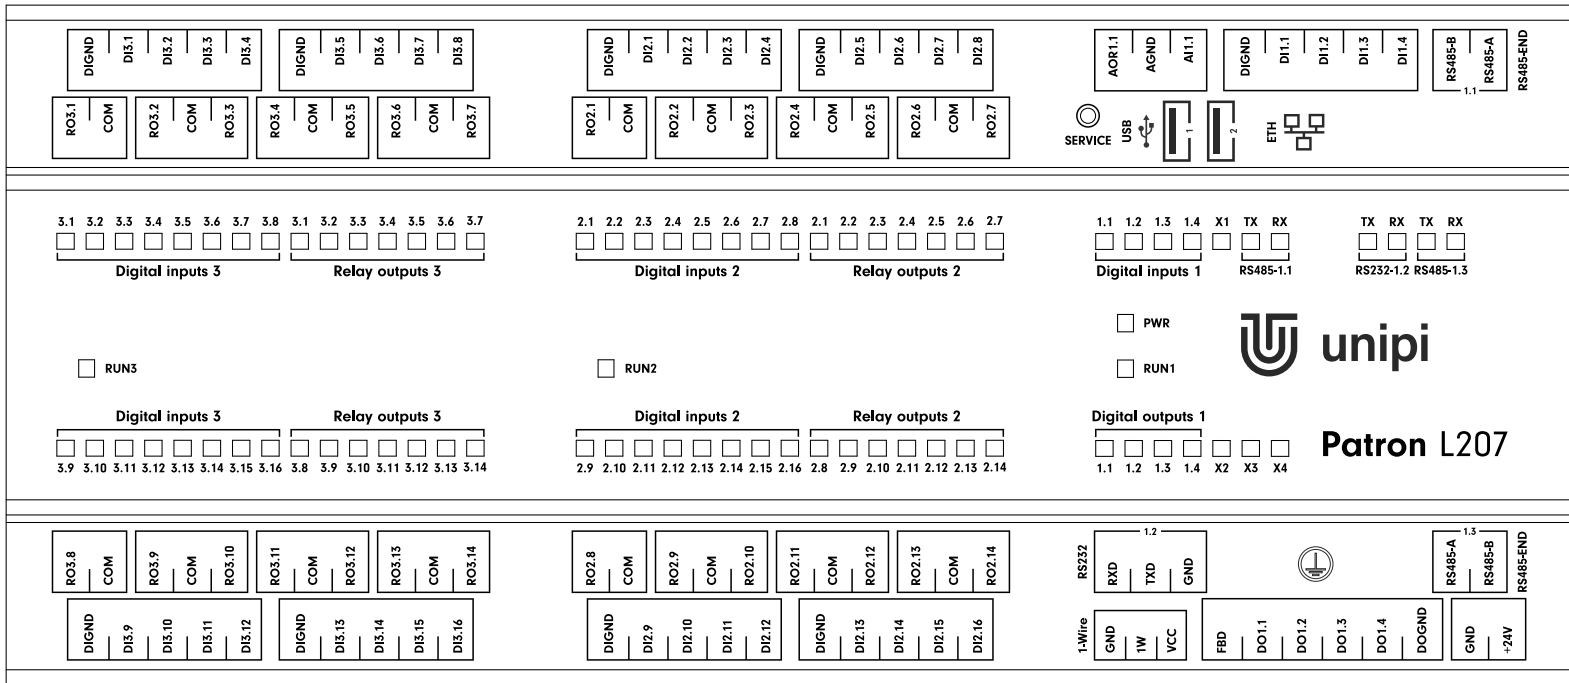 DIGND DI3.1 DI3.2 DI3.3 DI3.4 DI3.5 DI3.6 DI3.7 DI3.8 DIGND DI2.1 DI2.2 DI2.3 DI2.4 DI2.5 DI2.6 DI2.7 DI2.8 AOR1.1 AGND AI1.1 DIGND DI1.1 DI1.2 DI1.3 DI1.4 RS485-B RS485-A RS485-END
1.1
RO3.1 COM RO3.2 COM RO3.3 RO3.4 COM RO3.5 RO3.6 COM RO3.7 RO2.1 COM RO2.2 COM RO2.3 RO2.4 COM RO2.5 RO2.6 COM RO2.7 SERVICE USB 1 2 ETH
3.1 3.2 3.3 3.4 3.5 3.6 3.7 3.8 3.1 3.2 3.3 3.4 3.5 3.6 3.7 2.1 2.2 2.3 2.4 2.5 2.6 2.7 2.8 2.1 2.2 2.3 2.4 2.5 2.6 2.7 1.1 1.2 1.3 1.4 X1 TX RX TX RX TX RX
Digital inputs 3 Relay outputs 3 Digital inputs 2 Relay outputs 2 Digital inputs 1 RS485-1.1 RS232-1.2 RS485-1.3
PWR
unipi
RUN3 RUN2 RUN1
Digital inputs 3 Relay outputs 3 Digital inputs 2 Relay outputs 2 Digital outputs 1
Patron L207
3.9 3.10 3.11 3.12 3.13 3.14 3.15 3.16 3.8 3.9 3.10 3.11 3.12 3.13 3.14 2.9 2.10 2.11 2.12 2.13 2.14 2.15 2.16 2.8 2.9 2.10 2.11 2.12 2.13 2.14 1.1 1.2 1.3 1.4 X2 X3 X4
1.2 1.3
RO3.8 COM RO3.9 COM RO3.10 RO3.11 COM RO3.12 RO3.13 COM RO3.14 RO2.8 COM RO2.9 COM RO2.10 RO2.11 COM RO2.12 RO2.13 COM RO2.14 RS232 RXD TXD GND RS485-A RS485-B RS485-END
DIGND DI3.9 DI3.10 DI3.11 DI3.12 DI3.13 DI3.14 DI3.15 DI3.16 DIGND DI2.9 DI2.10 DI2.11 DI2.12 DI2.13 DI2.14 DI2.15 DI2.16 1-Wire GND 1W VCC FBD DO1.1 DO1.2 DO1.3 DO1.4 DOGND GND +24V